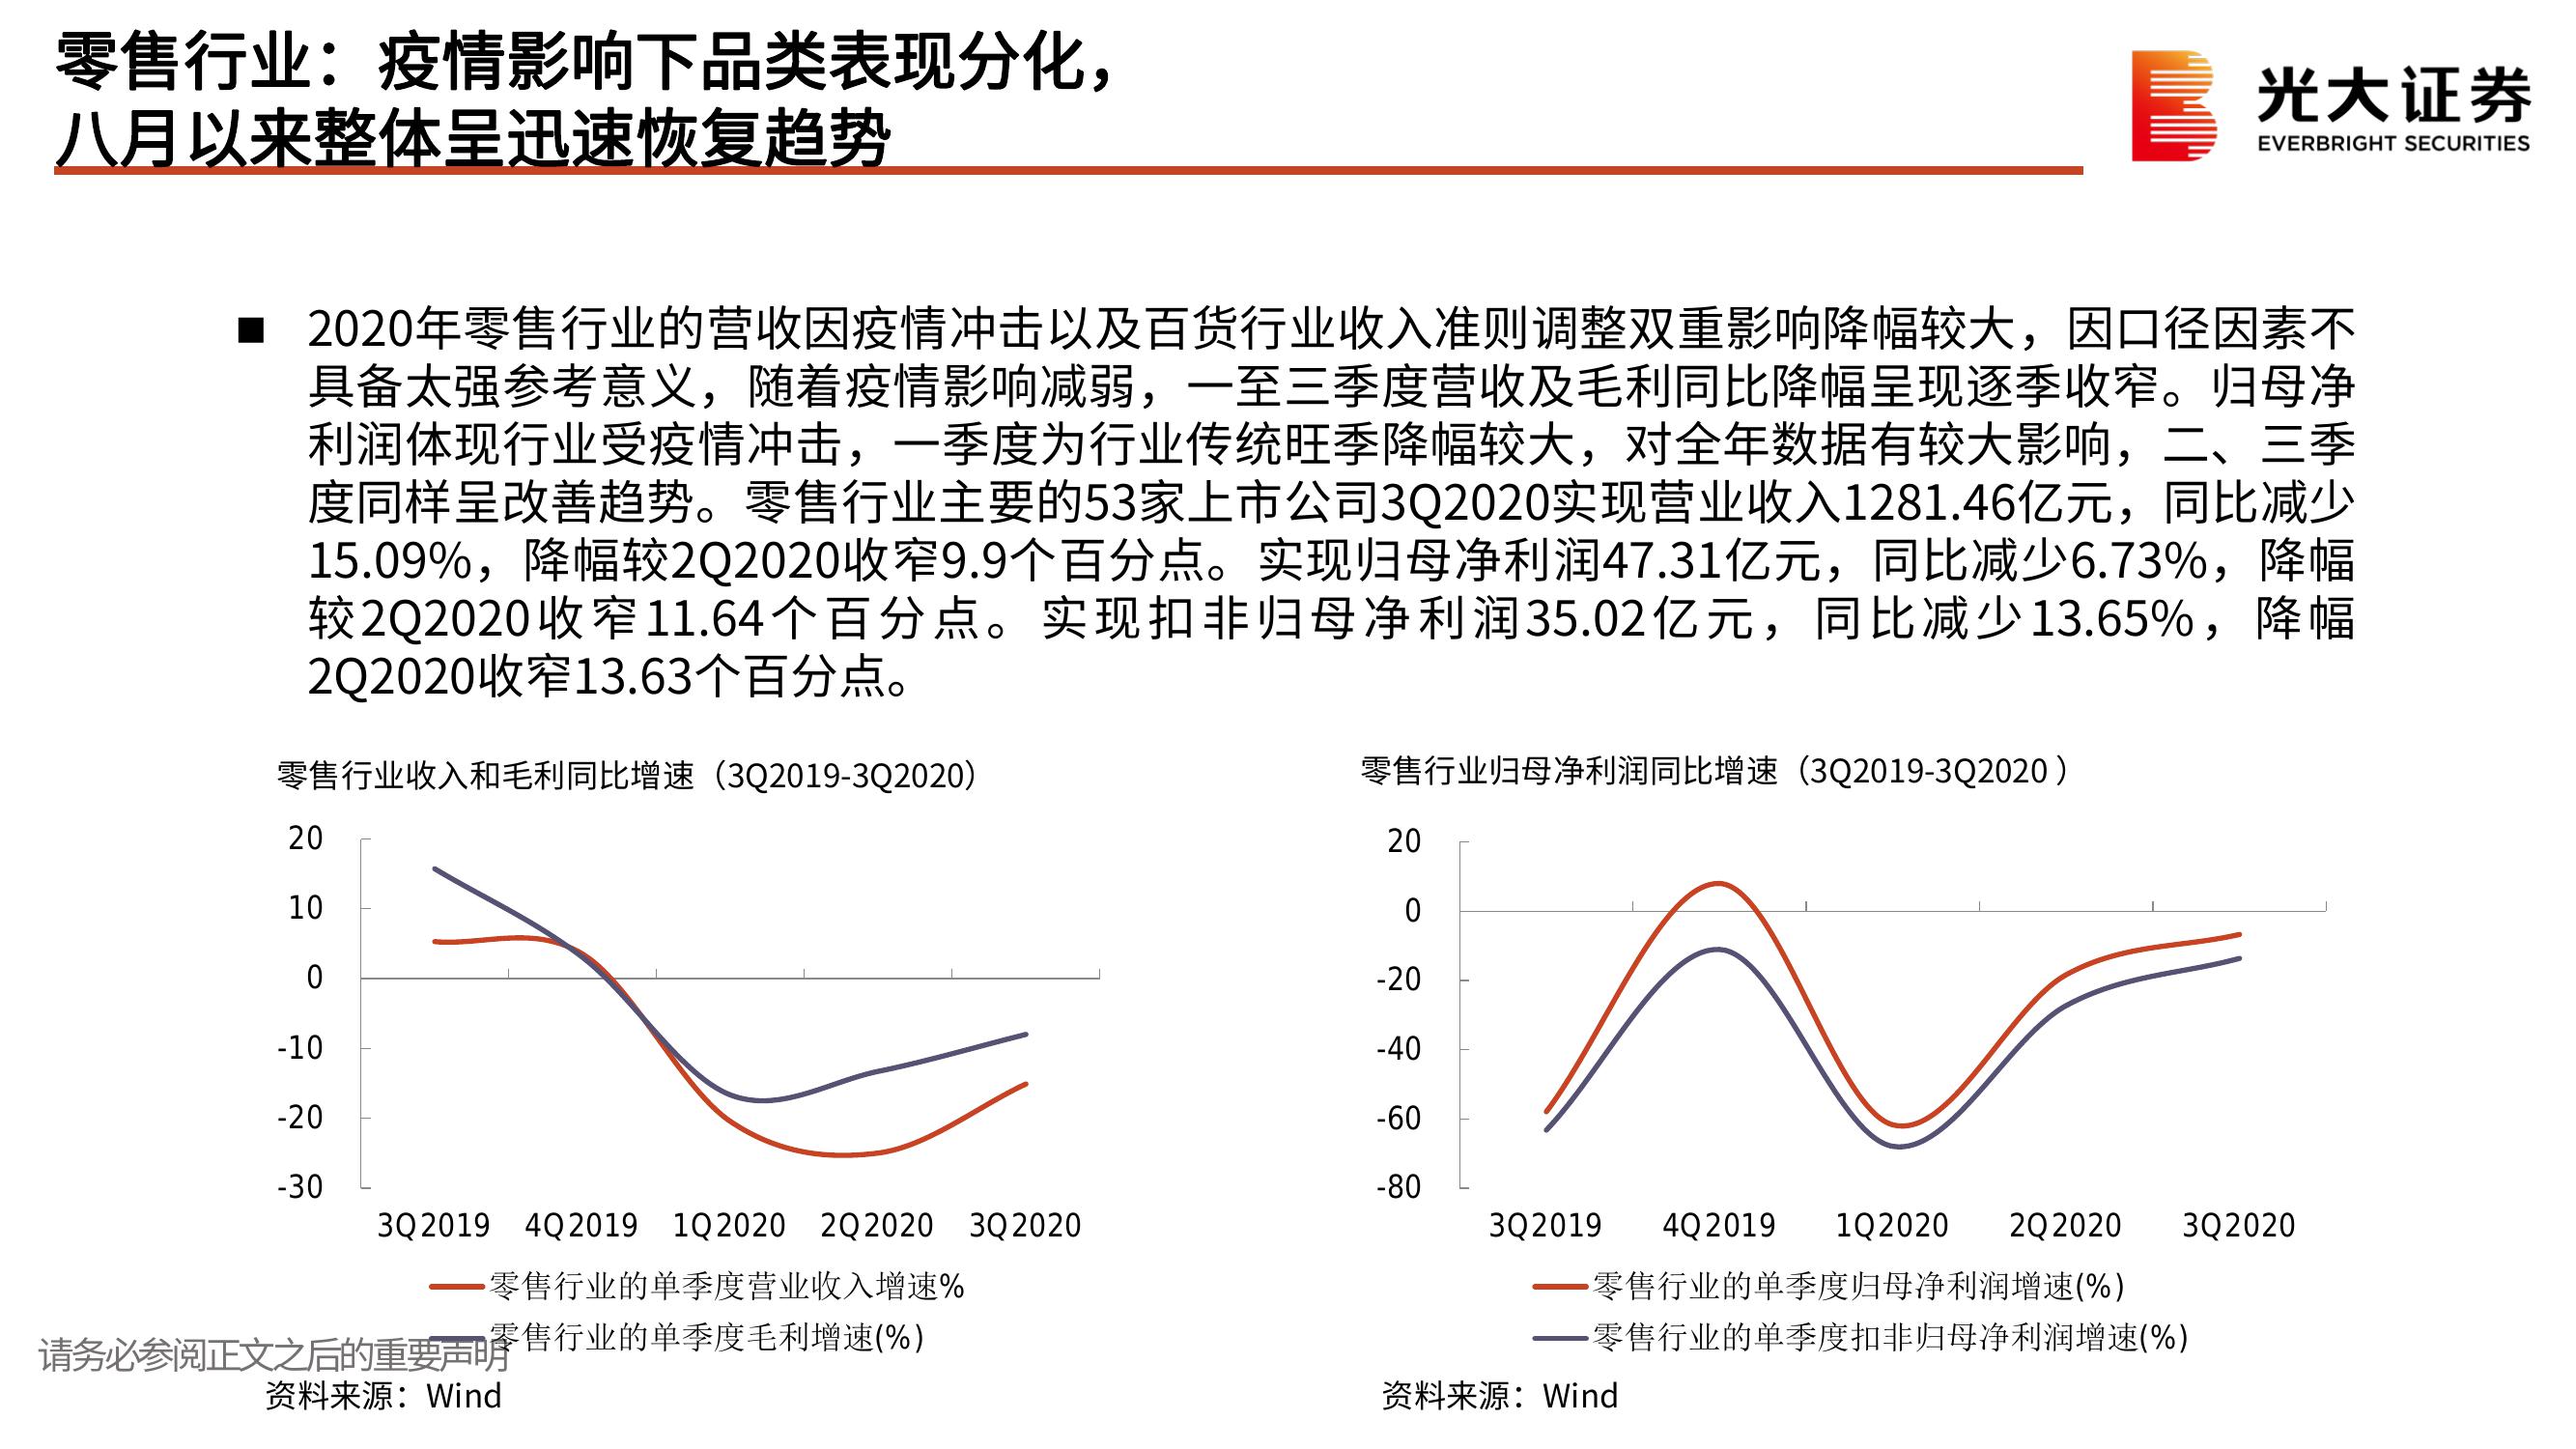 零售行业：疫情影响下品类表现分化，
八月以来整体呈迅速恢复趋势
光大证券
EVERBRIGHT SECURITIES
■ 2020年零售行业的营收因疫情冲击以及百货行业收入准则调整双重影响降幅较大，因口径因素不
具备太强参考意义，随着疫情影响减弱，一至三季度营收及毛利同比降幅呈现逐季收窄。归母净
利润体现行业受疫情冲击，一季度为行业传统旺季降幅较大，对全年数据有较大影响，二、三季
度同样呈改善趋势。零售行业主要的53家上市公司3Q2020实现营业收入1281.46亿元，同比减少
15.09%，降幅较2Q2020收窄9.9个百分点。实现归母净利润47.31亿元，同比减少6.73%，降幅
较2Q2020收窄11.64个百分点。实现扣非归母净利润35.02亿元，同比减少13.65%，降幅
2Q2020收窄13.63个百分点。
零售行业收入和毛利同比增速（3Q2019-3Q2020）
20
10
0
-10
-20
-30
3Q2019 4Q2019 1Q2020 2Q2020 3Q2020
零售行业的单季度营业收入增速%
零售行业的单季度毛利增速(%)
资料来源：Wind
零售行业归母净利润同比增速（3Q2019-3Q2020 ）
20
0
-20
-40
-60
-80
3Q2019 4Q2019 1Q2020 2Q2020 3Q2020
零售行业的单季度归母净利润增速(%)
零售行业的单季度扣非归母净利润增速(%)
资料来源：Wind
请务必参阅正文之后的重要声明